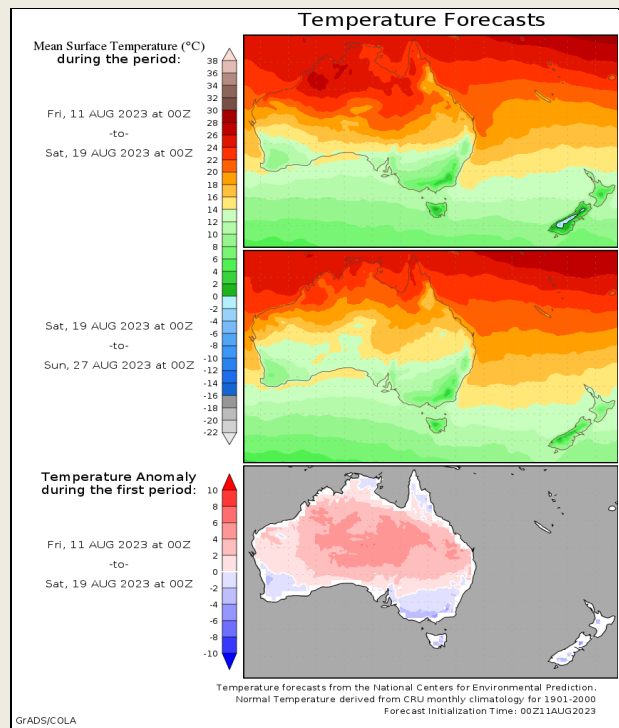 Temperature Forecasts
Mean Surface Temperature (°C)
during the period:
Fri, 11 AUG 2023 at 00Z
-to-
Sat, 19 AUG 2023 at 00Z
38
36
34
32
30
28
26
24
22
20
18
16
14
12
10
8
6
4
2
0
-2
-4
-6
-8
-10
-12
-14
-16
-18
-20
-22
Sat, 19 AUG 2023 at 00Z
-to-
Sun, 27 AUG 2023 at 00Z
Temperature Anomaly
during the first period:
Fri, 11 AUG 2023 at 00Z
-to-
Sat, 19 AUG 2023 at 00Z
10
8
6
4
2
0
-2
-4
-6
-8
-10
Temperature forecasts from the National Centers for Environmental Prediction.
Normal Temperature derived from CRU monthly climatology for 1901-2000
Forecast Initialization Time: 00Z11AUG2023
GrADS/COLA